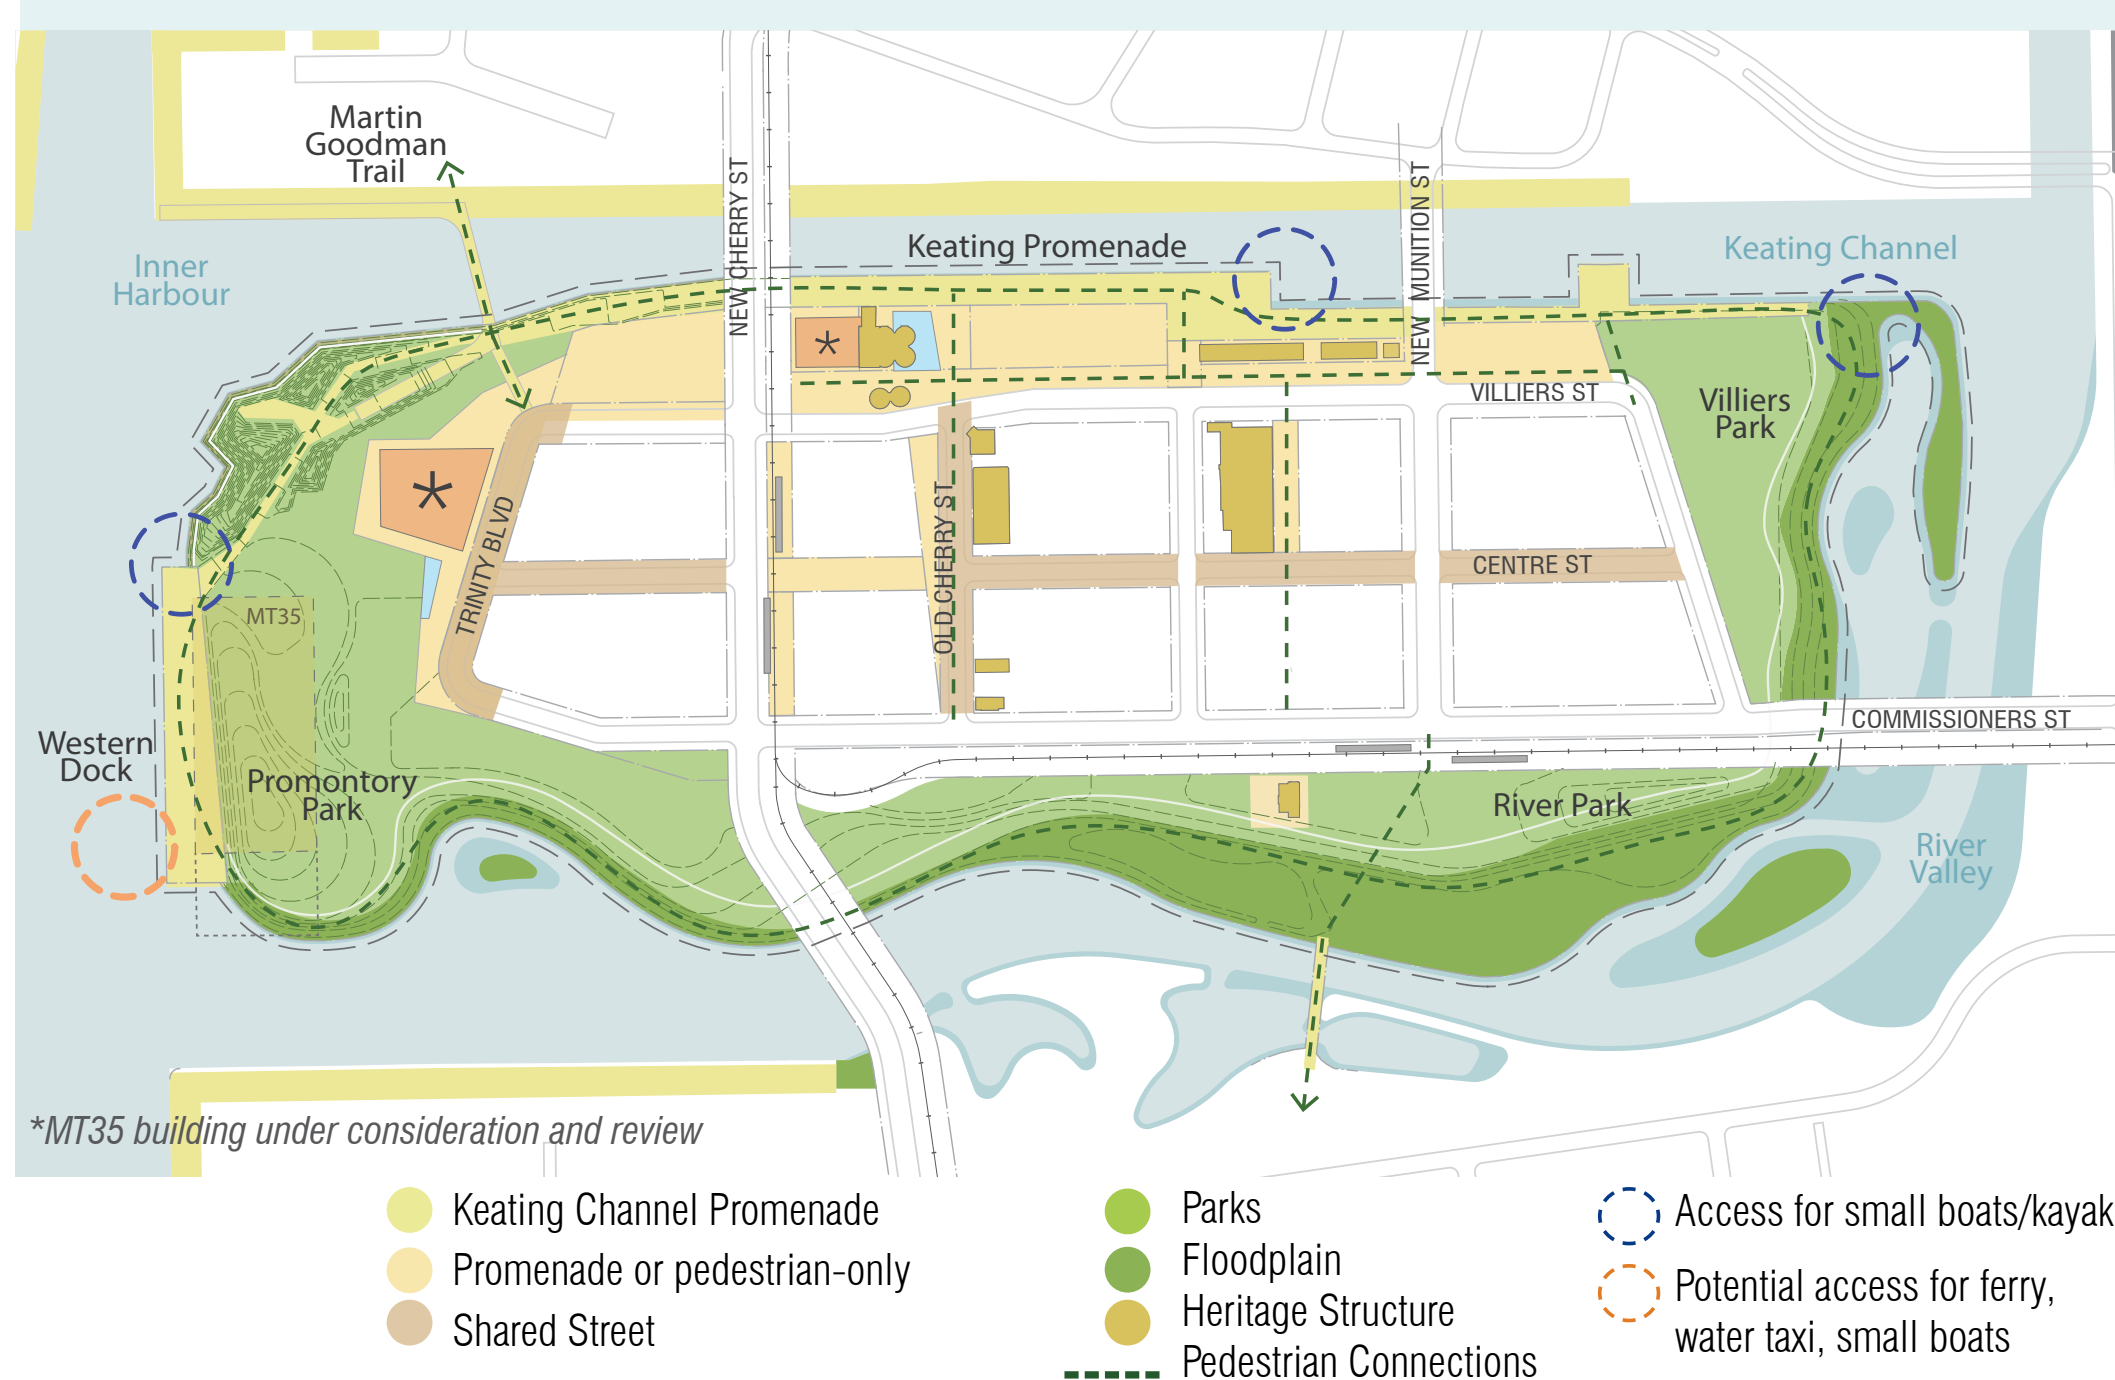 Martin
Goodman
Trail
NEW CHERRY ST
NEW MUNITION ST
Keating Promenade
Keating Channel
Inner
Harbour
*
VILLIERS ST
Villiers
Park
*
TRINITY BLVD
OLD CHERRY ST
CENTRE ST
MT35
COMMISSIONERS ST
Western
Dock
Promontory
Park
River Park
River
Valley
*MT35 building under consideration and review
Keating Channel Promenade
Promenade or pedestrian-only
Shared Street
Parks
Floodplain
Heritage Structure
Pedestrian Connections
Access for small boats/kayak
Potential access for ferry,
water taxi, small boats